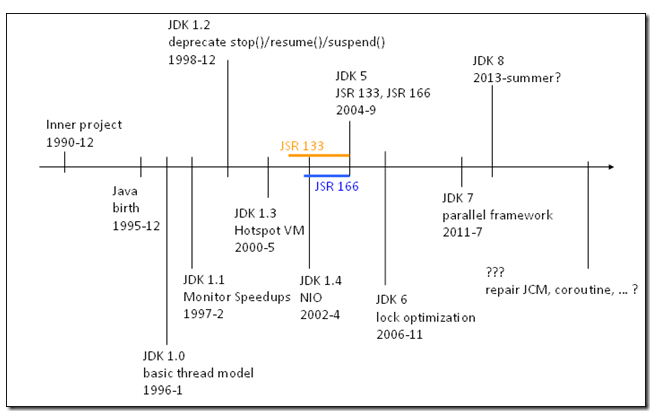 JDK 1.2
deprecate stop()/resume()/suspend()
1998-12
JDK 8
2013-summer?
JDK 5
JSR 133, JSR 166
2004-9
Inner project
1990-12
JSR 133
JSR 166
Java
birth
1995-12
JDK 1.3
Hotspot VM
2000-5
JDK 7
parallel framework
2011-7
JDK 1.1
Monitor Speedups
1997-2
JDK 1.4
NIO
2002-4
JDK 6
lock optimization
2006-11
???
repair JCM, coroutine, ... ?
JDK 1.0
basic thread model
1996-1